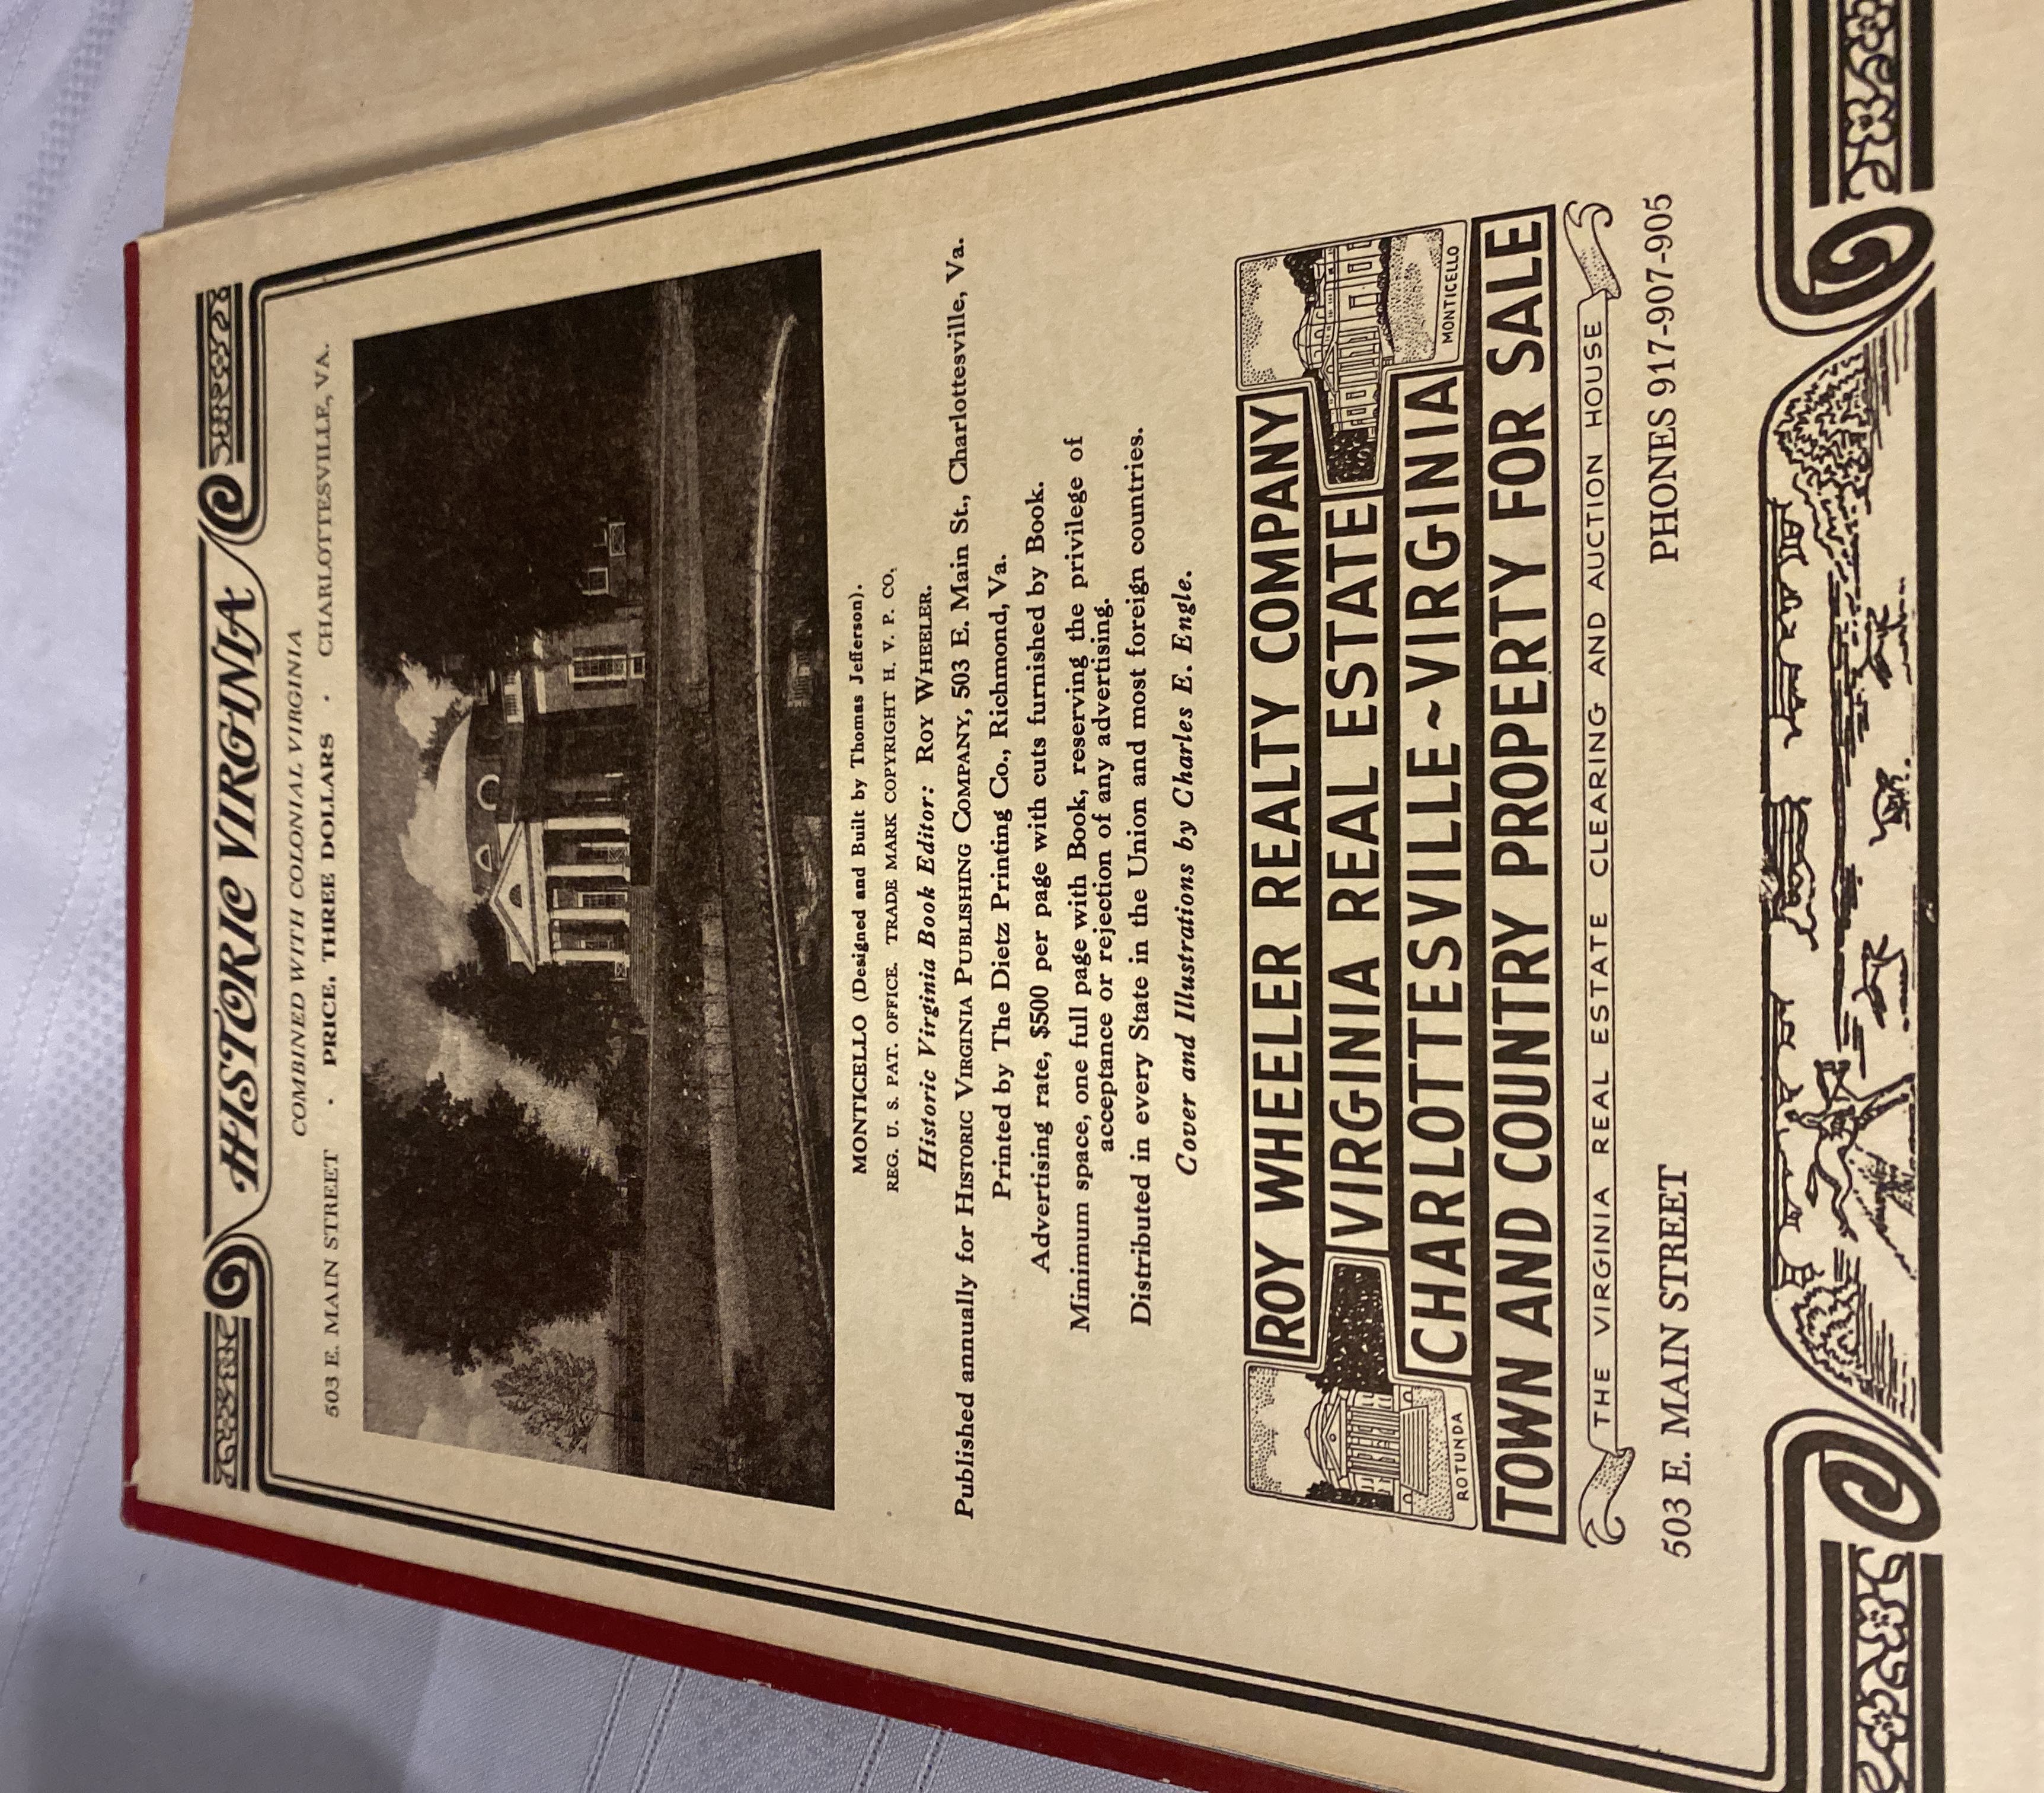 HISTORIC VIRGINIA
COMBINED WITH COLONIAL VIRGINIA
503 E. MAIN STREET · PRICE, THREE DOLLARS · CHARLOTTESVILLE, VA.
MONTICELLO (Designed and Built by Thomas Jefferson).
REG. U. S. PAT. OFFICE. TRADE MARK COPYRIGHT H. V. P. CO.
Historic Virginia Book Editor: ROY WHEELER.
Published annually for HISTORIC VIRGINIA PUBLISHING COMPANY, 503 E. Main St., Charlottesville, Va.
Printed by The Dietz Printing Co., Richmond, Va.
Advertising rate, $500 per page with cuts furnished by Book.
Minimum space, one full page with Book, reserving the privilege of
acceptance or rejection of any advertising.
Distributed in every State in the Union and most foreign countries.
Cover and Illustrations by Charles E. Engle.
ROY WHEELER REALTY COMPANY
VIRGINIA REAL ESTATE
ROTUNDA
CHARLOTTESVILLE ~ VIRGINIA
MONTICELLO
TOWN AND COUNTRY PROPERTY FOR SALE
THE VIRGINIA REAL ESTATE CLEARING AND AUCTION HOUSE
503 E. MAIN STREET PHONES 917-907-905